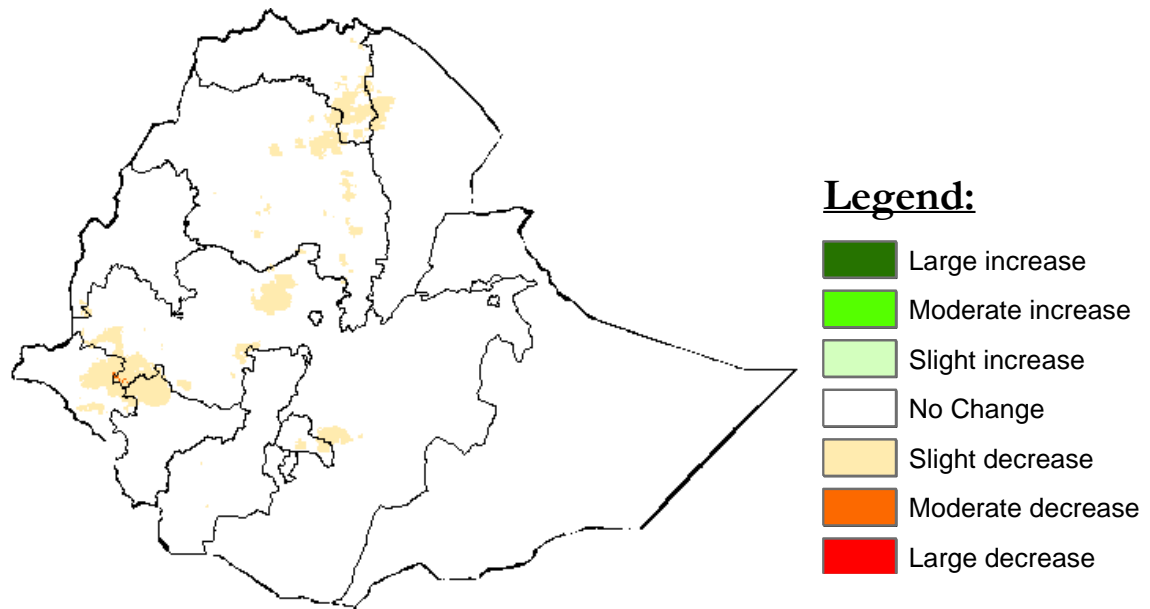 Legend:
Large increase
Moderate increase
Slight increase
No Change
Slight decrease
Moderate decrease
Large decrease